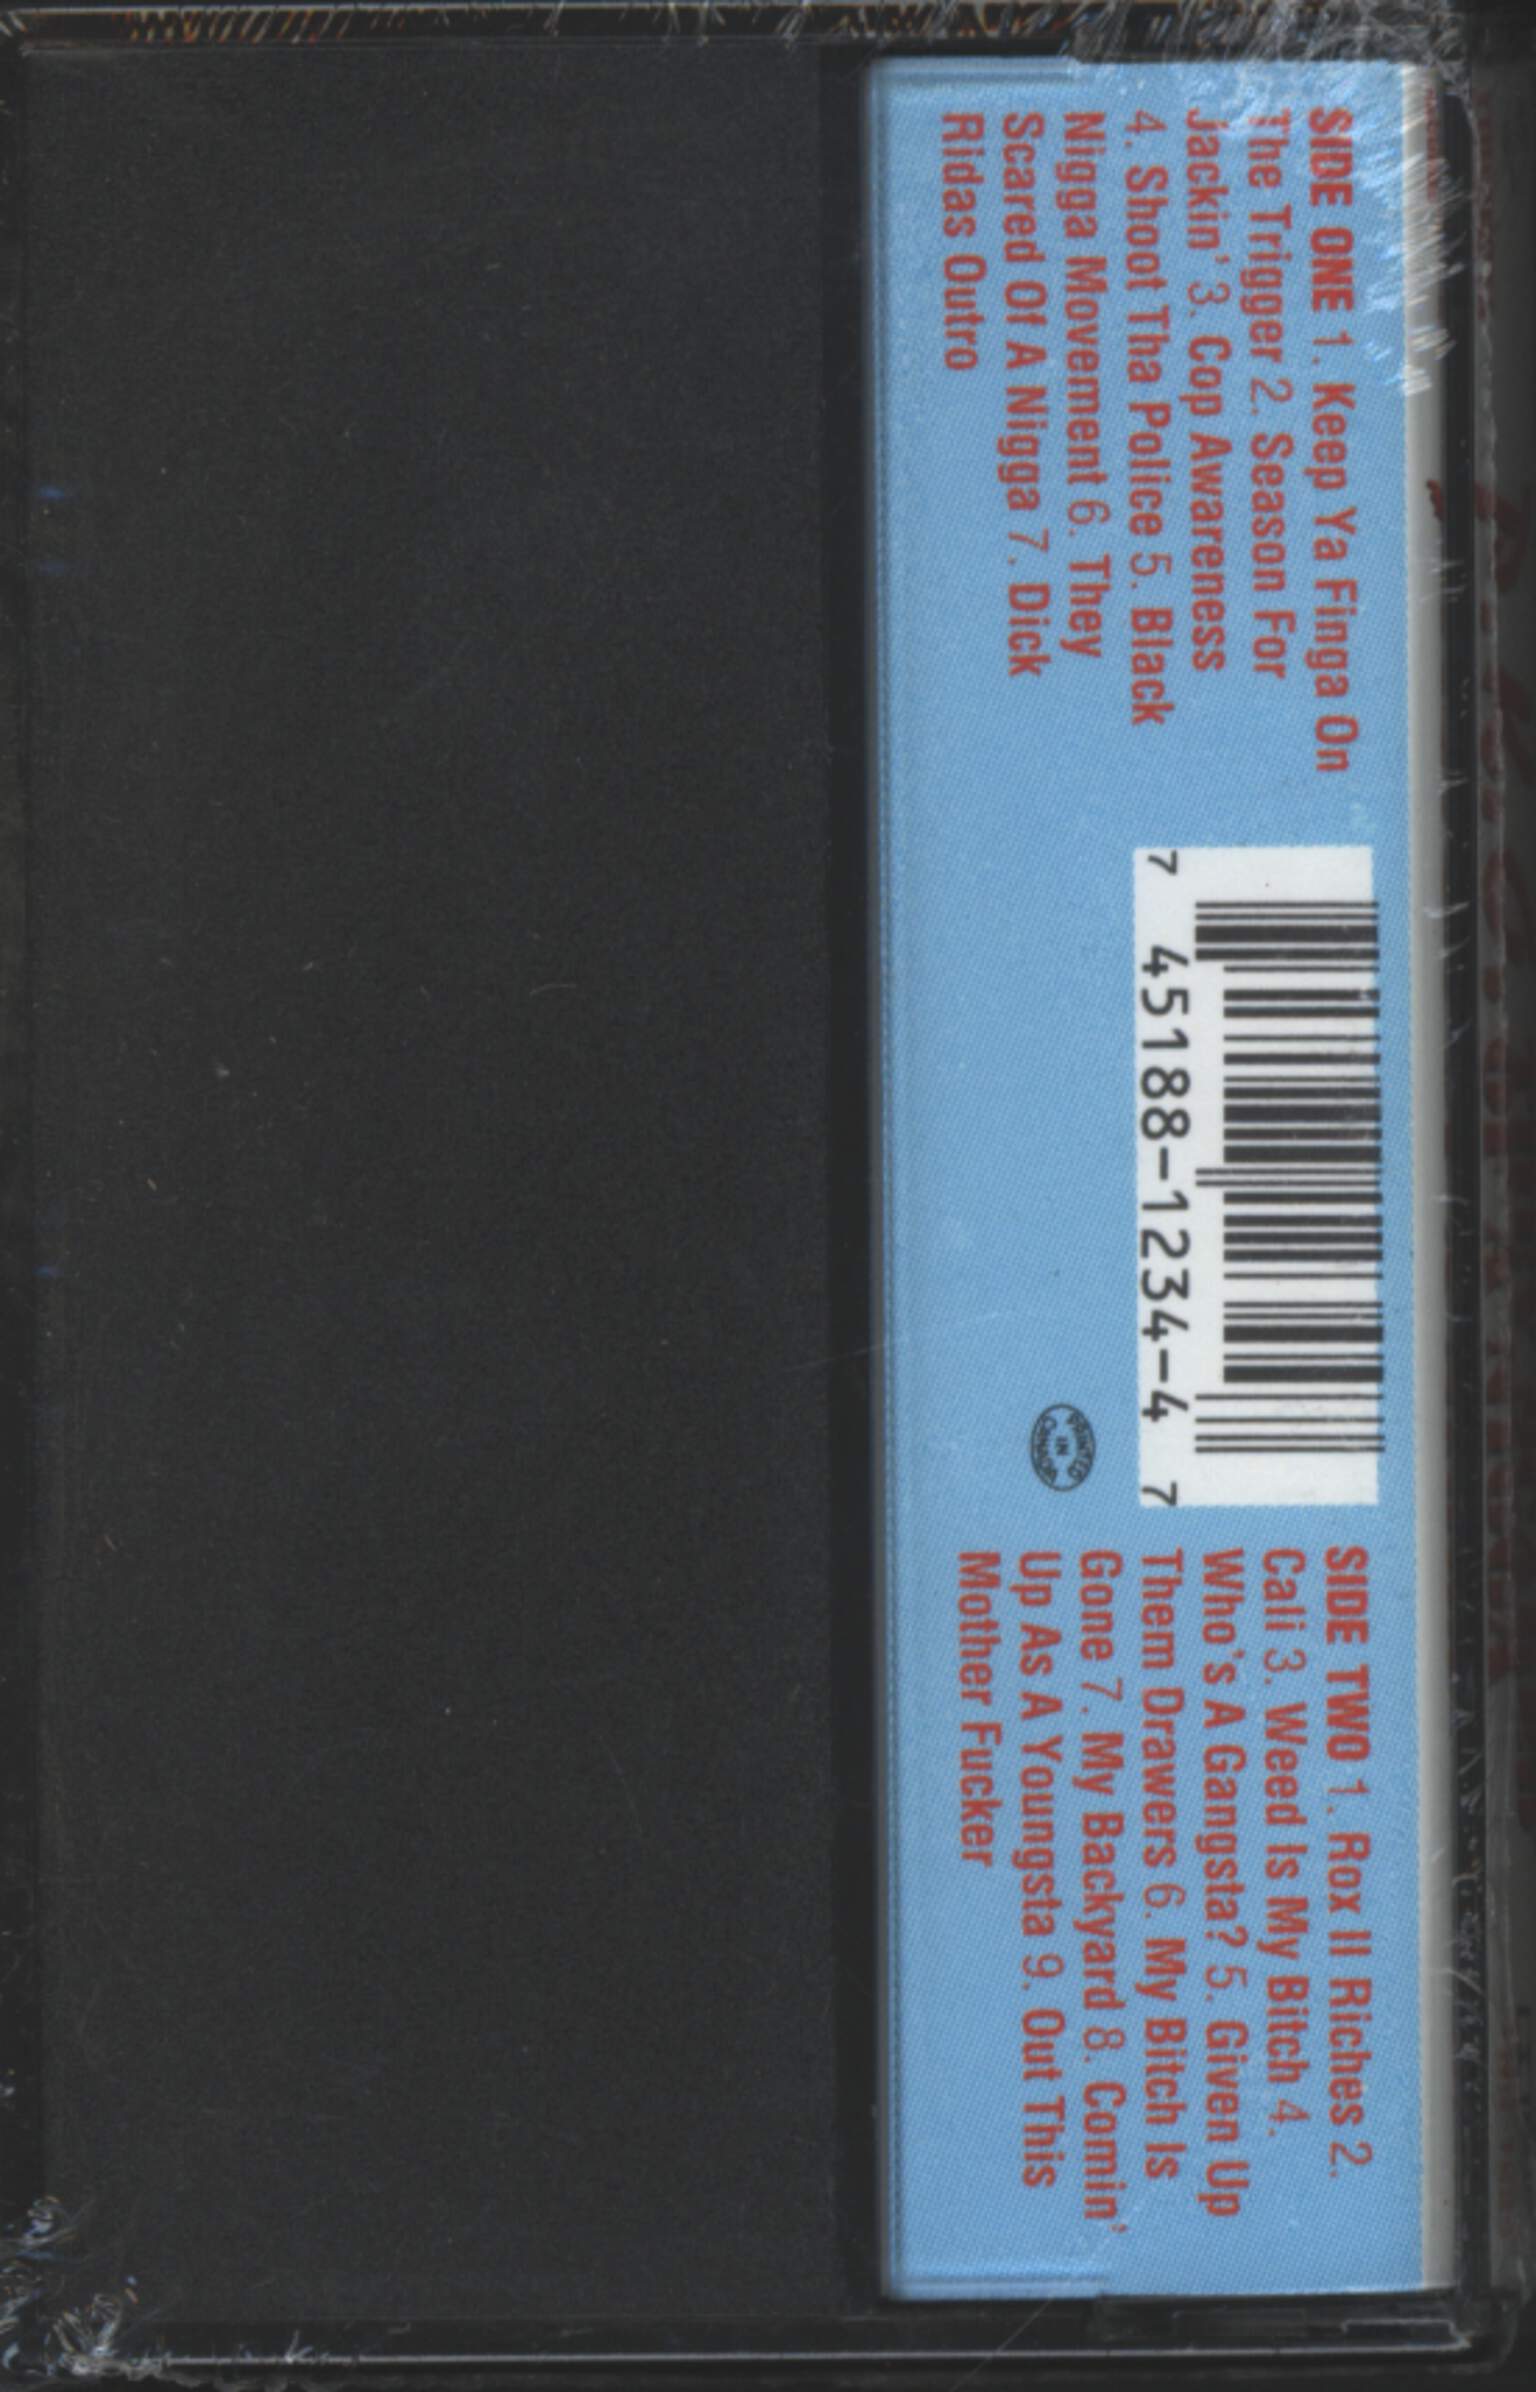 SIDE ONE 1. Keep Ya Finga On
The Trigger 2. Season For
Jackin' 3. Cop Awareness
4. Shoot Tha Police 5. Black
Nigga Movement 6. They
Scared Of A Nigga 7. Dick
Ridas Outro
7 45188-1234-4 7
PRINTED
IN
CANADA
SIDE TWO 1. Rox II Riches 2.
Cali 3. Weed Is My Bitch 4.
Who's A Gangsta? 5. Given Up
Them Drawers 6. My Bitch Is
Gone 7. My Backyard 8. Comin'
Up As A Youngsta 9. Out This
Mother Fucker